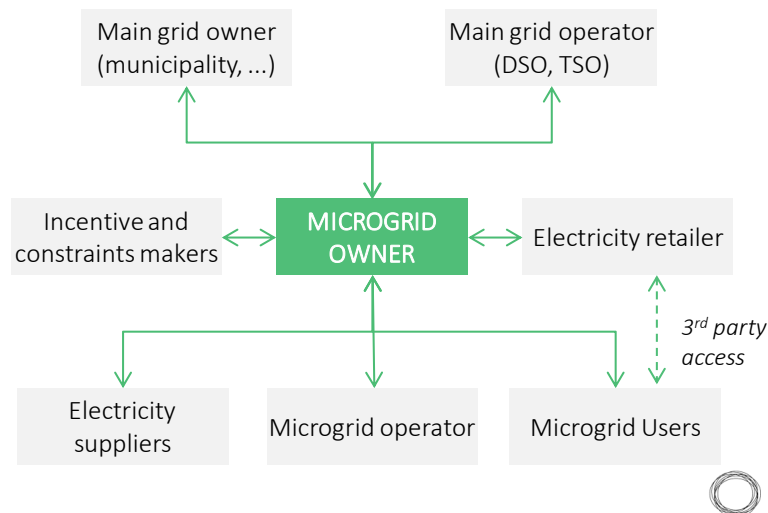 Main grid owner
(municipality, ...)
Main grid operator
(DSO, TSO)
Incentive and
constraints makers
MICROGRID
OWNER
Electricity retailer
3rd party
access
Electricity
suppliers
Microgrid operator
Microgrid Users